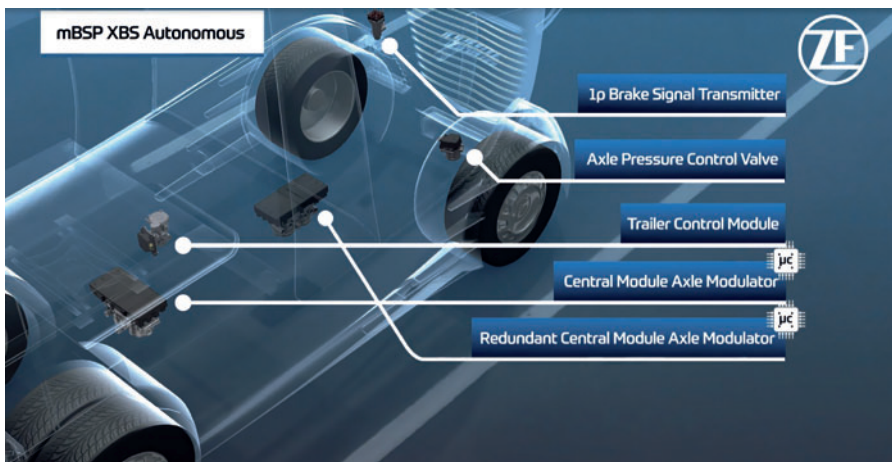 mBSP XBS Autonomous
ZF
1p Brake Signal Transmitter
Axle Pressure Control Valve
Trailer Control Module
µc
Central Module Axle Modulator
µc
Redundant Central Module Axle Modulator